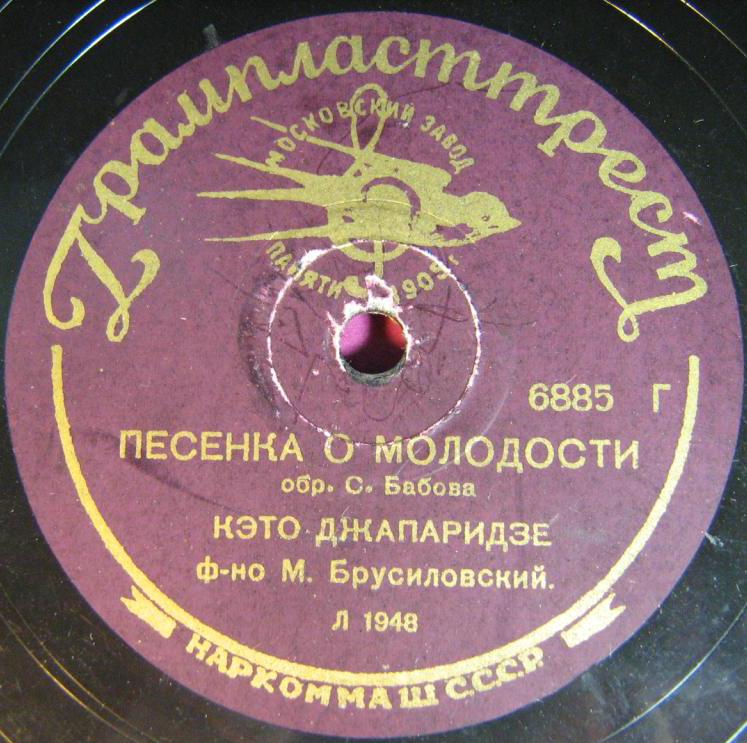 Грампласттрест
МОСКОВСКИЙ ЗАВОД
ПАМЯТИ 1905 г.
6885 Г
ПЕСЕНКА О МОЛОДОСТИ
обр. С. Бабова
КЭТО ДЖАПАРИДЗЕ
ф-но М. Брусиловский.
Л 1948
НАРКОММАШ С.С.С.Р.